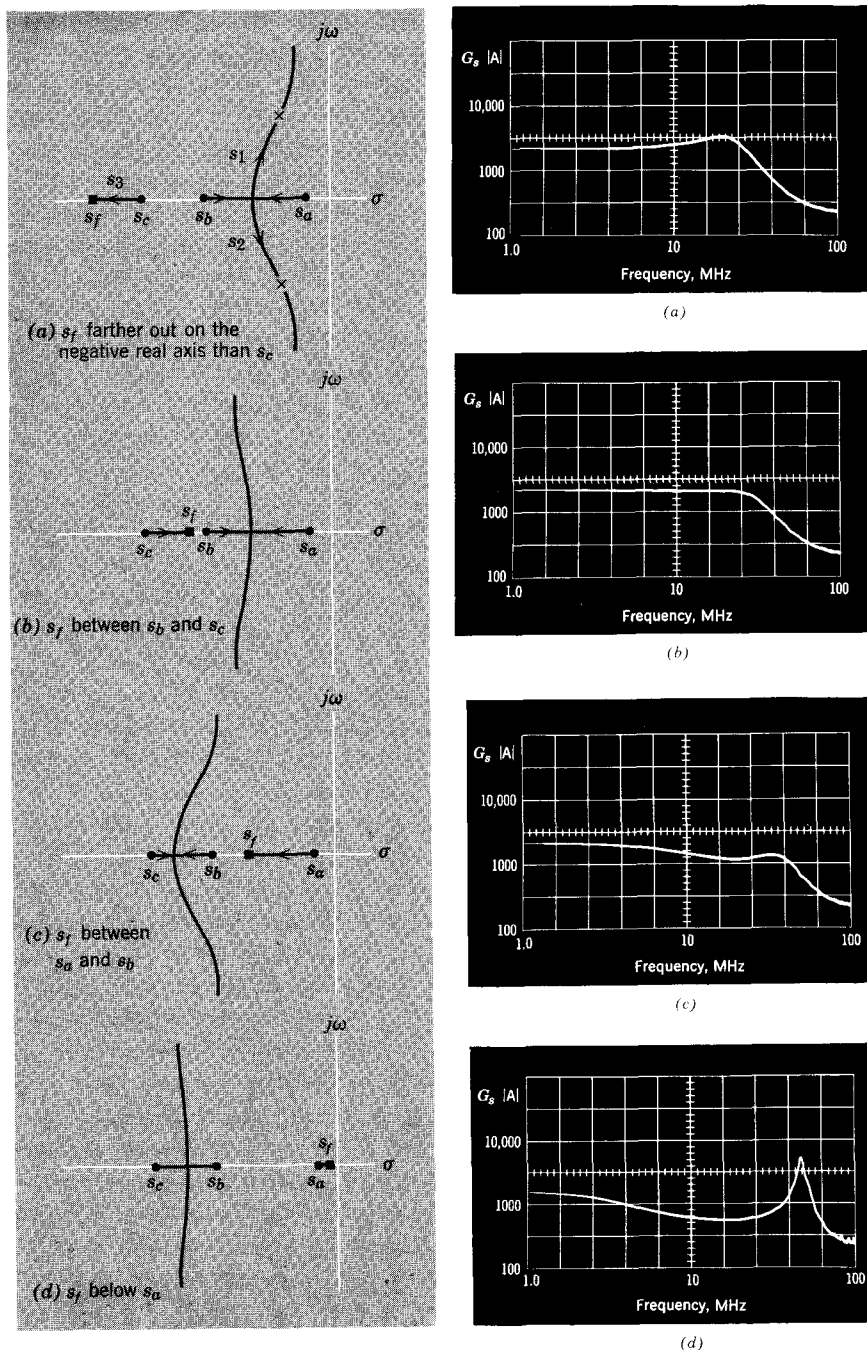 jω
s1
s3
σ
s_f s_c s_b s_a
s2
(a) s_f farther out on the
negative real axis than s_c
jω
s_f
σ
s_c s_b s_a
(b) s_f between s_b and s_c
jω
s_f
σ
s_c s_b s_a
(c) s_f between
s_a and s_b
jω
s_f
σ
s_c s_b s_a
(d) s_f below s_a
G_s |A|
10,000
1000
100
1.0 10 100
Frequency, MHz
(a)
G_s |A|
10,000
1000
100
1.0 10 100
Frequency, MHz
(b)
G_s |A|
10,000
1000
100
1.0 10 100
Frequency, MHz
(c)
G_s |A|
10,000
1000
100
1.0 10 100
Frequency, MHz
(d)